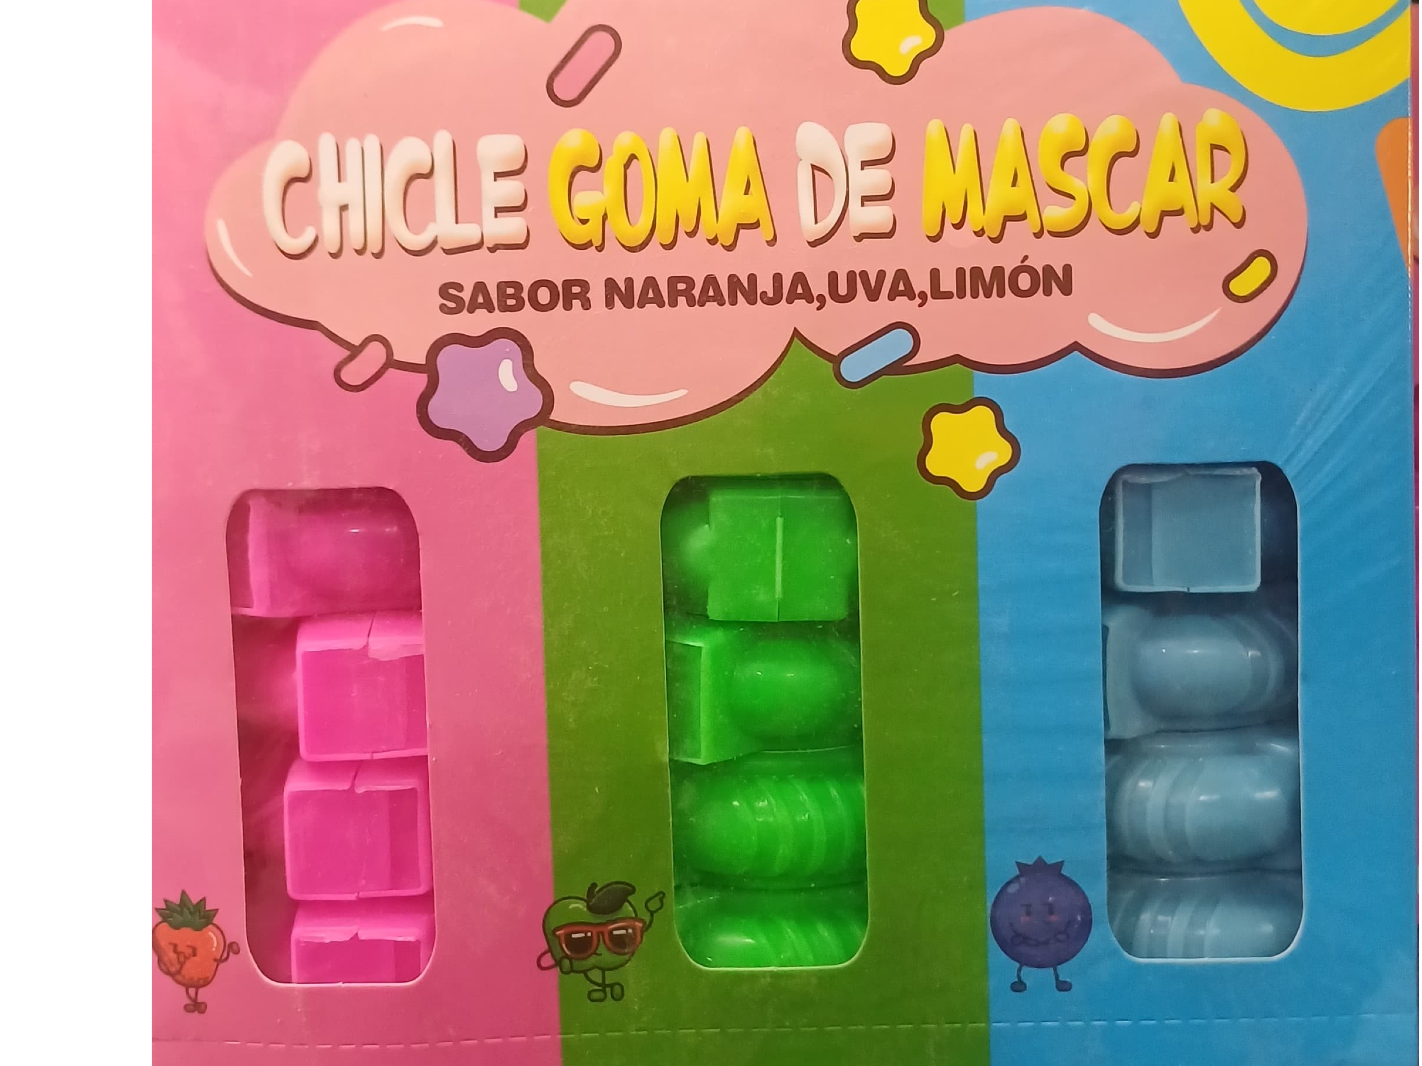 CHICLE GOMA DE MASCAR
SABOR NARANJA,UVA,LIMÓN